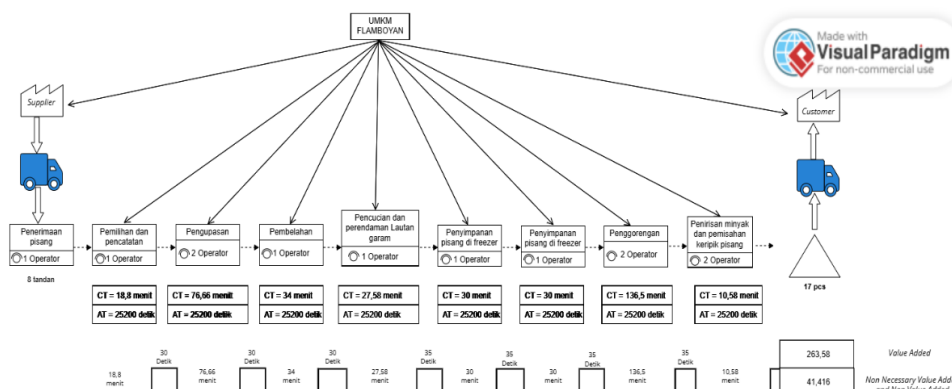 UMKM
FLAMBOYAN
Made with
Visual Paradigm
For non-commercial use
Supplier
Customer
Penerimaan
pisang
1 Operator
8 tandan
Pemilihan dan
pencatatan
1 Operator
Pengupasan
2 Operator
Pembelahan
1 Operator
Pencucian dan
perendaman Lautan
garam
1 Operator
Penyimpanan
pisang di freezer
1 Operator
Penyimpanan
pisang di freezer
1 Operator
Penggorengan
2 Operator
Penirisan minyak
dan pemisahan
keripik pisang
2 Operator
17 pcs
CT = 18,8 menit
AT = 25200 detik
CT = 76,66 menit
AT = 25200 detik
CT = 34 menit
AT = 25200 detik
CT = 27,58 menit
AT = 25200 detik
CT = 30 menit
AT = 25200 detik
CT = 30 menit
AT = 25200 detik
CT = 136,5 menit
AT = 25200 detik
CT = 10,58 menit
AT = 25200 detik
18,8
menit
30
Detik
76,66
menit
30
Detik
34
menit
30
Detik
27,58
menit
35
Detik
30
menit
35
Detik
30
menit
35
Detik
136,5
menit
35
Detik
10,58
menit
263,58
Value Added
41,416
Non Necessary Value Add
and Non Value Added